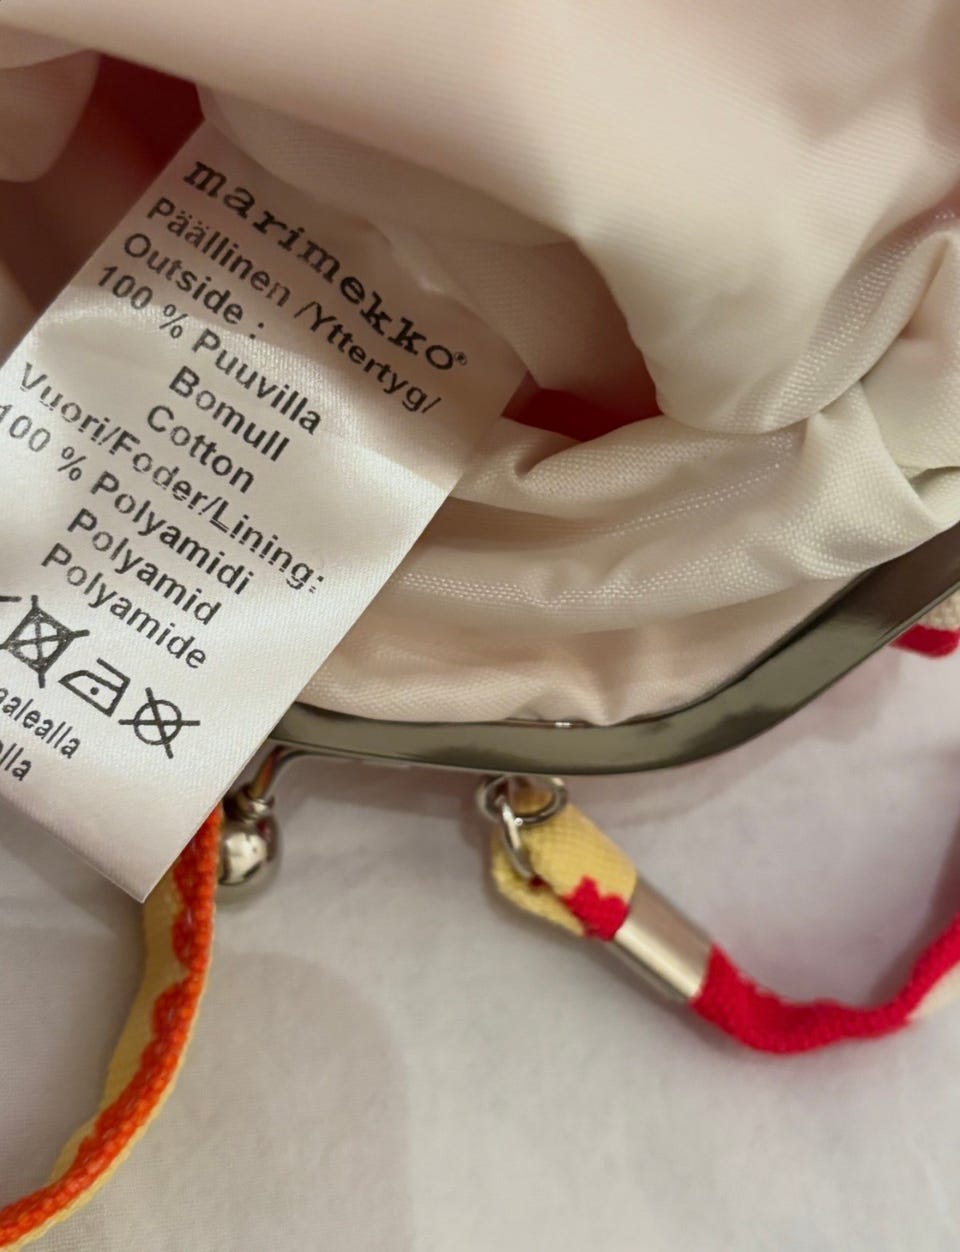 marimekko®
Päällinen /Yttertyg/
Outside :
100 % Puuvilla
Bomull
Cotton
Vuori/Foder/Lining:
100 % Polyamidi
Polyamid
Polyamide